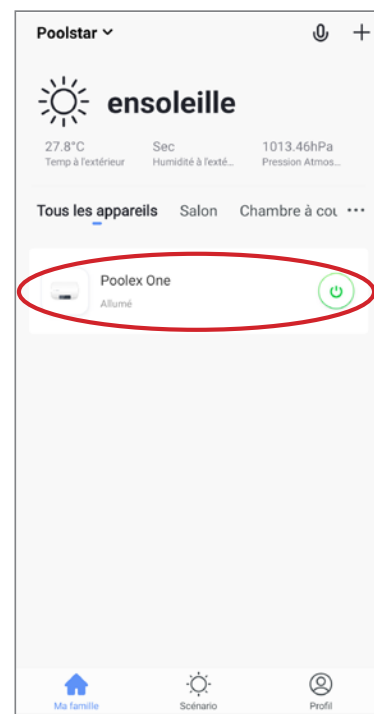 Poolstar
ensoleille
27.8°C Sec 1013.46hPa
Temp à l'extérieur Humidité à l'exté... Pression Atmos...
Tous les appareils Salon Chambre à cou ...
Poolex One
Allumé
Ma famille Scénario Profil